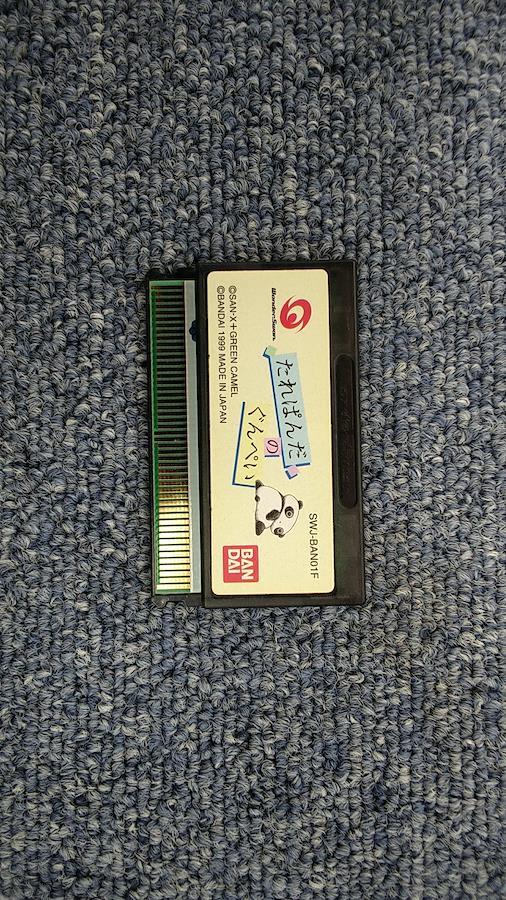 WonderSwan
SWJ-BAN01F
たれぱんだ
の
ぐんぺい
©SAN-X+GREEN CAMEL
©BANDAI 1999 MADE IN JAPAN
BAN
DAI